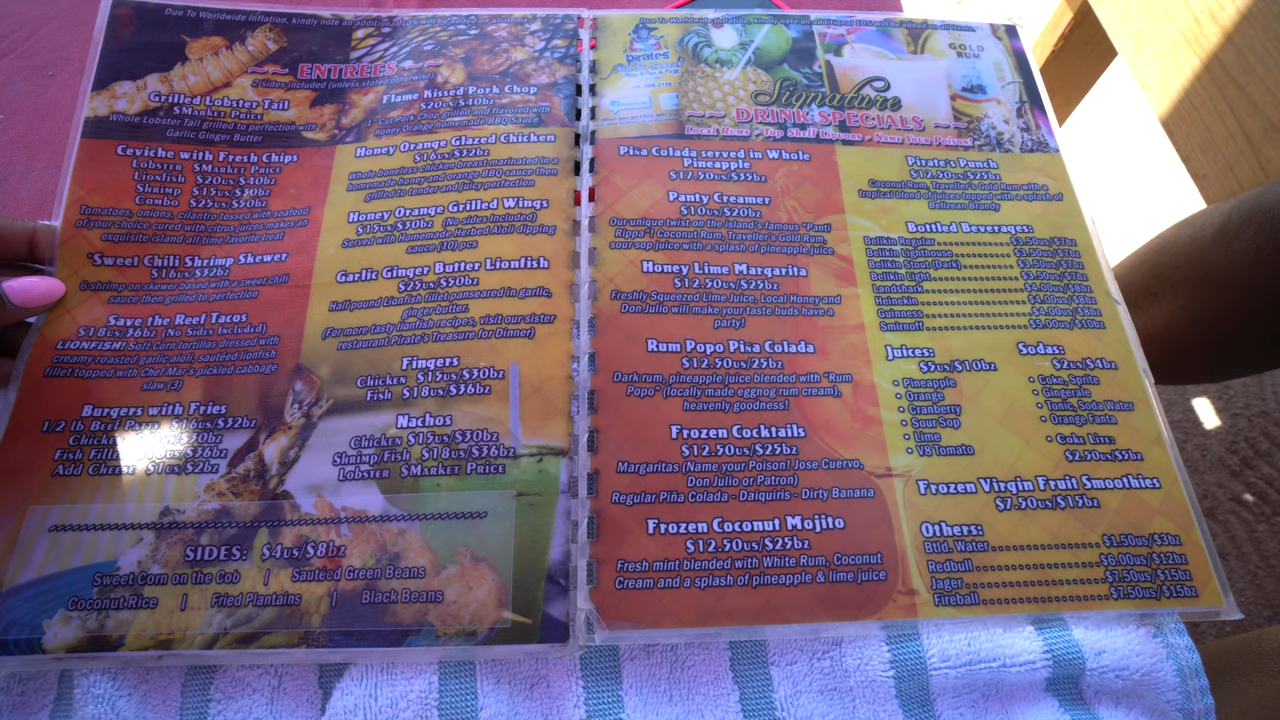 Due To Worldwide Inflation, kindly note an additional 10% will be added on all items
ENTREES
2 sides included (unless stated otherwise)
Grilled Lobster Tail
$Market Price
Whole Lobster Tail grilled to perfection with
Garlic Ginger Butter
Ceviche with Fresh Chips
Lobster $Market Price
Lionfish $20us/$40bz
Shrimp $15us/$30bz
Combo $25us/$50bz
Tomatoes, onions, cilantro tossed with seafood
of your choice cured with citrus juices makes an
exquisite island all time favorite treat
Sweet Chili Shrimp Skewer
$16us/$32bz
6 shrimp on skewer based with a sweet chili
sauce then grilled to perfection
Save the Reef Tacos
$18us/36bz (No Sides Included)
LIONFISH! Soft Corn tortillas dressed with
creamy roasted garlic aioli, sautéed lionfish
fillet topped with Chef Mar's pickled cabbage
slaw (3)
Burgers with Fries
1/2 lb Beef Patty $16us/$32bz
Chicken /$30bz
Fish Fillet $18us/$36bz
Add Cheese $1us/$2bz
Flame Kissed Pork Chop
$20us/$40bz
1-Cut Pork Chop grilled and flavored with
honey Orange homemade BBQ Sauce
Honey Orange Glazed Chicken
$16us/$32bz
Whole boneless chicken breast marinated in a
homemade honey and orange BBQ sauce then
grilled to tender and juicy perfection
Honey Orange Grilled Wings
$15us/$30bz (No sides Included)
Served with Homemade Herbed Aioli dipping
sauce (10) pcs
Garlic Ginger Butter Lionfish
$25us/$50bz
Half pound Lionfish fillet panseared in garlic,
ginger butter.
(For more tasty lionfish recipes, visit our sister
restaurant Pirate's Treasure for Dinner)
Fingers
Chicken $15us/$30bz
Fish $18us/$36bz
Nachos
Chicken $15us/$30bz
Shrimp/Fish $18us/$36bz
Lobster $Market Price
SIDES: $4us/$8bz
Sweet Corn on the Cob | Sauteed Green Beans
Coconut Rice | Fried Plantains | Black Beans
Due To Worldwide Inflation, kindly note an additional 10% will be added on all items.
Pirate's
GOLD
RUM
Signature
DRINK SPECIALS
Local Rums - Top Shelf Liquors - Name Your Poison!
Piña Colada served in Whole
Pineapple
$17.50us/$35bz
Panty Creamer
$10us/$20bz
Our unique twist on the island's famous "Panti
Rippa"! Coconut Rum, Traveller's Gold Rum,
sour sop juice with a splash of pineapple juice
Honey Lime Margarita
$12.50us/$25bz
Freshly Squeezed Lime Juice, Local Honey and
Don Julio will make your taste buds have a
party!
Rum Popo Piña Colada
$12.50us/25bz
Dark rum, pineapple juice blended with "Rum
Popo" (locally made eggnog rum cream),
heavenly goodness!
Frozen Cocktails
$12.50us/$25bz
Margaritas (Name your Poison! Jose Cuervo,
Don Julio or Patron)
Regular Piña Colada - Daiquiris - Dirty Banana
Frozen Coconut Mojito
$12.50us/$25bz
Fresh mint blended with White Rum, Coconut
Cream and a splash of pineapple & lime juice
Pirate's Punch
$12.50us/$25bz
Coconut Rum, Traveller's Gold Rum with a
tropical blend of juices topped with a splash of
Belizean Brandy
Bottled Beverages:
Belikin Regular $3.50us/$7bz
Belikin Lighthouse $3.50us/$7bz
Belikin Stout (Dark) $3.50us/$7bz
Belikin Light $3.50us/$7bz
Landshark $4.00us/$8bz
Heinekin $4.00us/$8bz
Guinness $4.00us/$8bz
Smirnoff $5.00us/$10bz
Juices:
$5us/$10bz
• Pineapple
• Orange
• Cranberry
• Sour Sop
• Lime
• V8 Tomato
Sodas:
$2us/$4bz
• Coke, Sprite
• Gingerale
• Tonic, Soda Water
• Orange Fanta
• Coke Lite:
$2.50us/$5bz
Frozen Virgin Fruit Smoothies
$7.50us/$15bz
Others:
Btld. Water $1.50us/$3bz
Redbull $6.00us/$12bz
Jager $7.50us/$15bz
Fireball $7.50us/$15bz